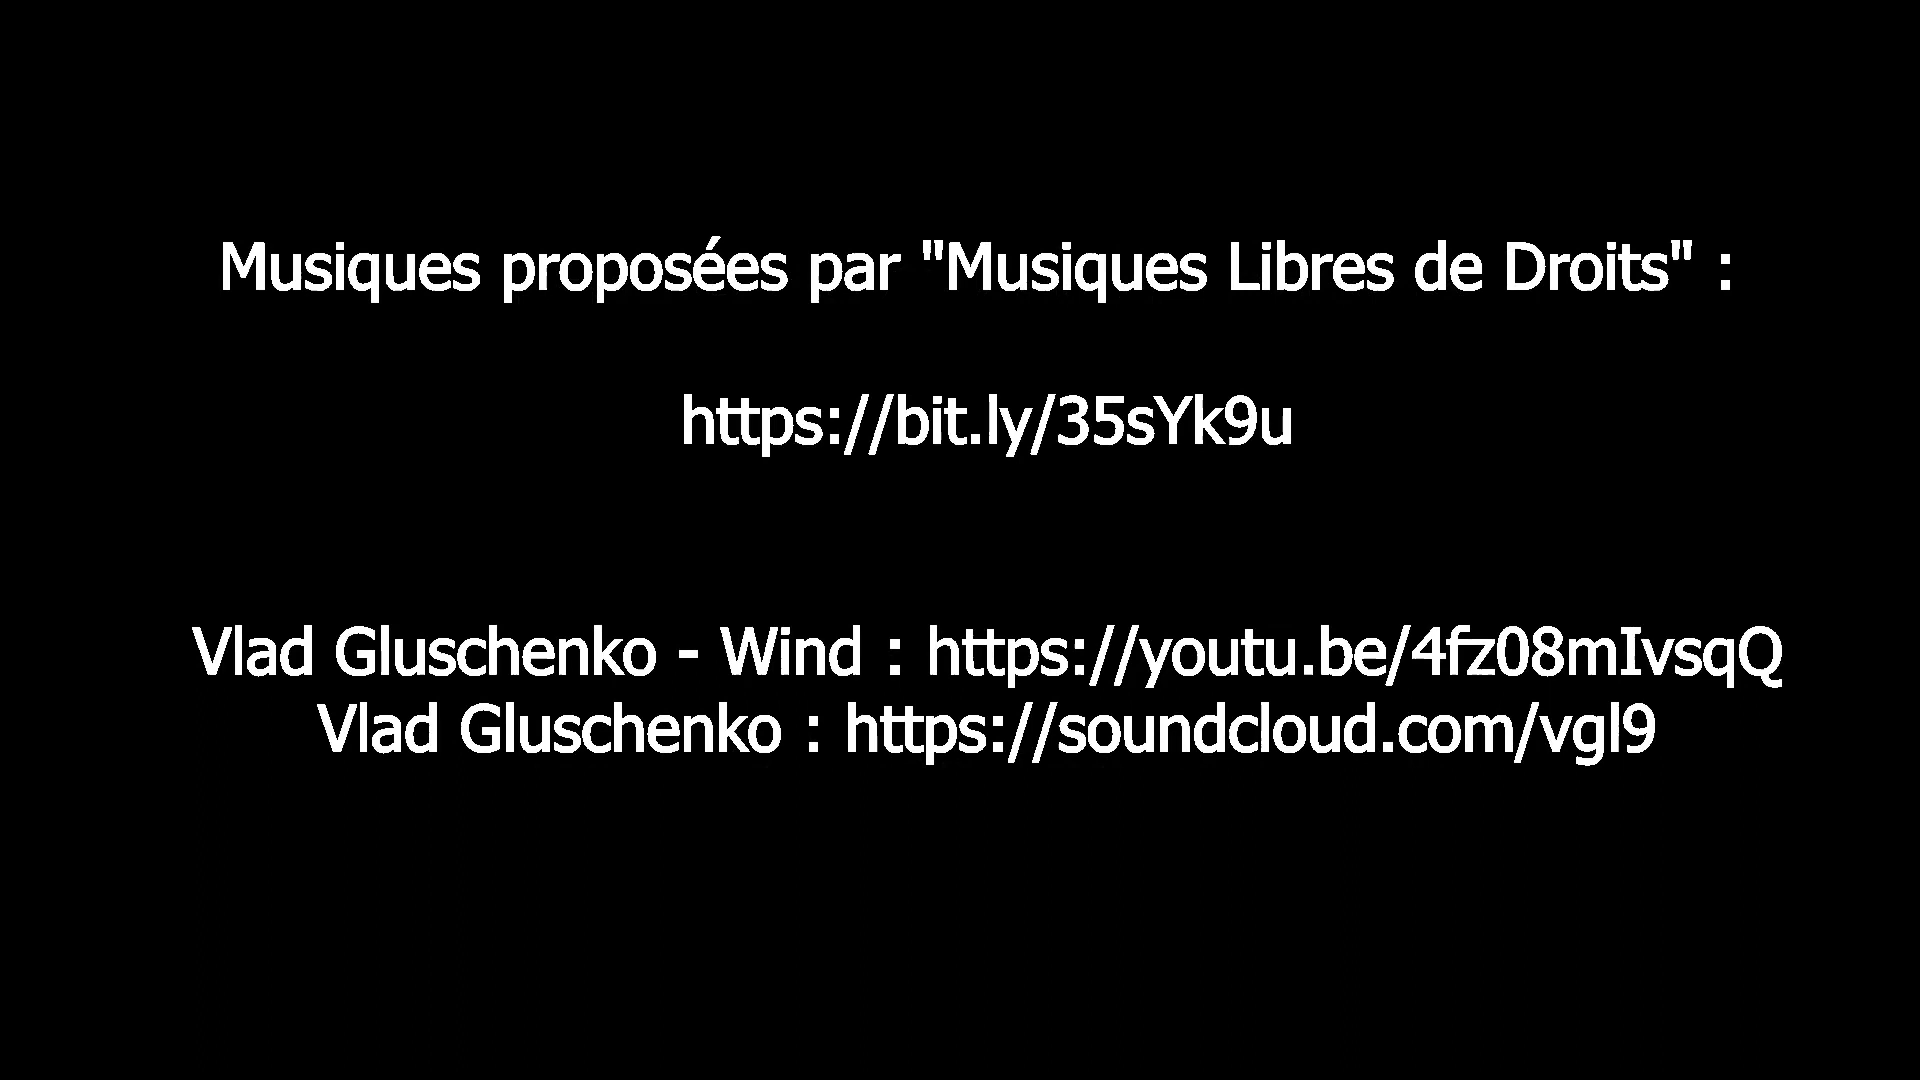 Musiques proposées par "Musiques Libres de Droits" :
https://bit.ly/35sYk9u
Vlad Gluschenko - Wind : https://youtu.be/4fz08mIvsqQ
Vlad Gluschenko : https://soundcloud.com/vgl9